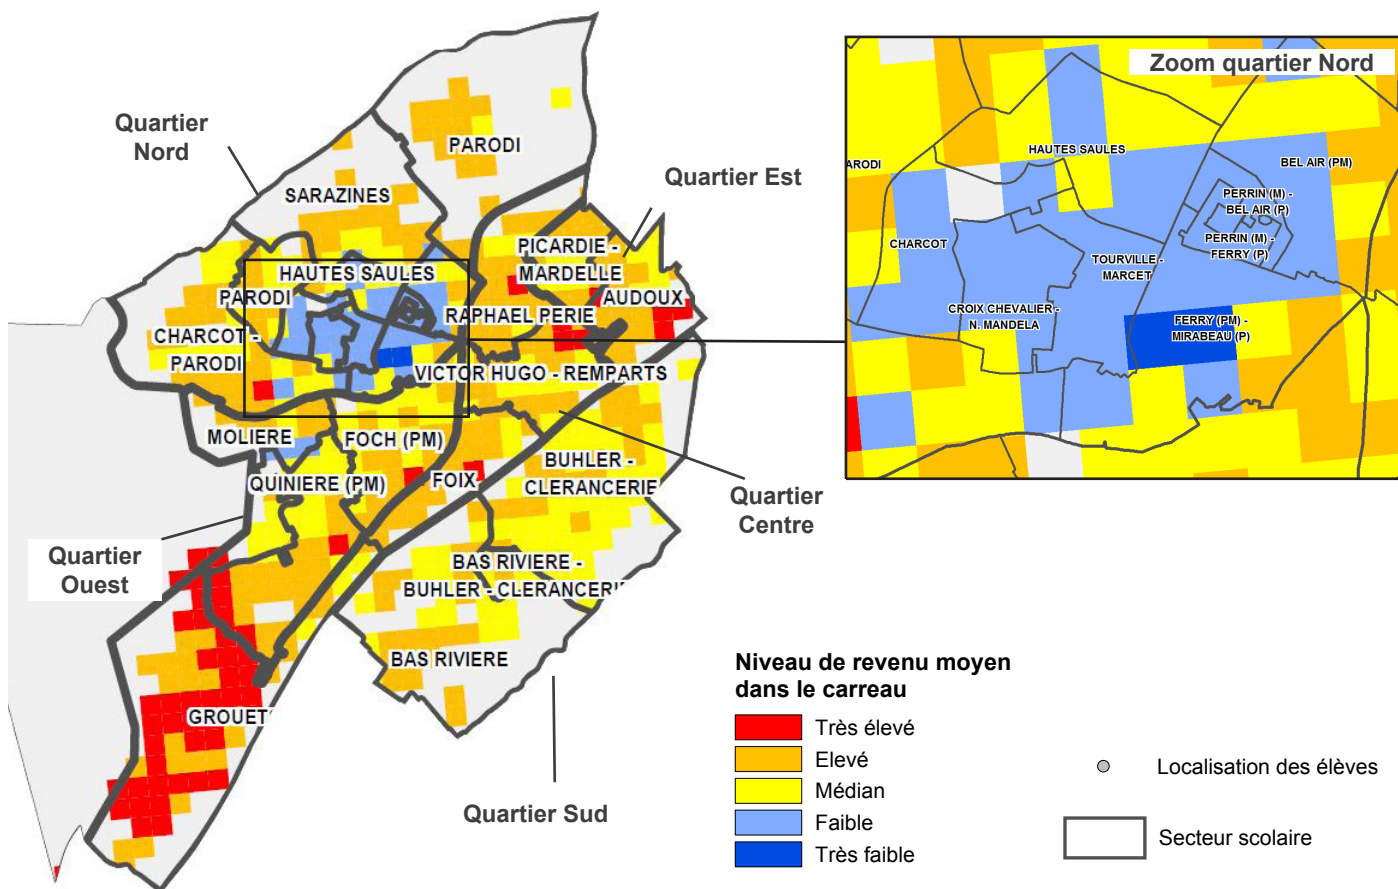 Quartier
Nord
PARODI
SARAZINES
Quartier Est
PICARDIE -
MARDELLE
HAUTES SAULES
PARODI
AUDOUX
RAPHAEL PERIE
CHARCOT -
PARODI
VICTOR HUGO - REMPARTS
MOLIERE
FOCH (PM)
BUHLER -
CLERANCERIE
QUINIERE (PM)
FOIX
Quartier
Centre
Quartier
Ouest
BAS RIVIERE -
BUHLER - CLERANCERIE
BAS RIVIERE
GROUETS
Quartier Sud
Zoom quartier Nord
HAUTES SAULES
ARODI
BEL AIR (PM)
PERRIN (M) -
BEL AIR (P)
CHARCOT
PERRIN (M) -
FERRY (P)
TOURVILLE -
MARCET
CROIX CHEVALIER -
N. MANDELA
FERRY (PM) -
MIRABEAU (P)
Niveau de revenu moyen
dans le carreau
Très élevé
Elevé
Médian
Faible
Très faible
Localisation des élèves
Secteur scolaire